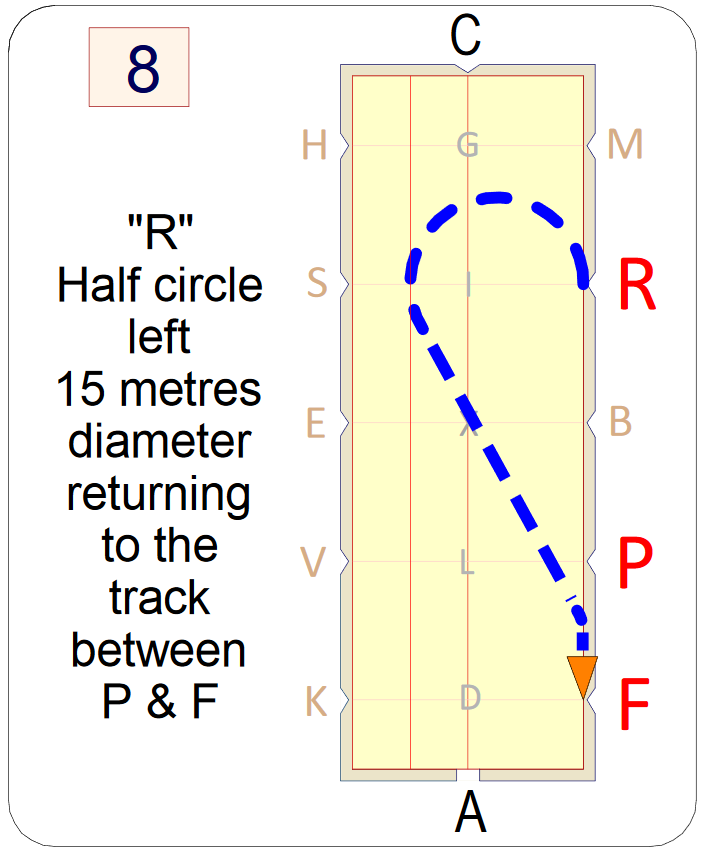 8
"R"
Half circle
left
15 metres
diameter
returning
to the
track
between
P & F
C
H G M
S I R
E X B
V L P
K D F
A